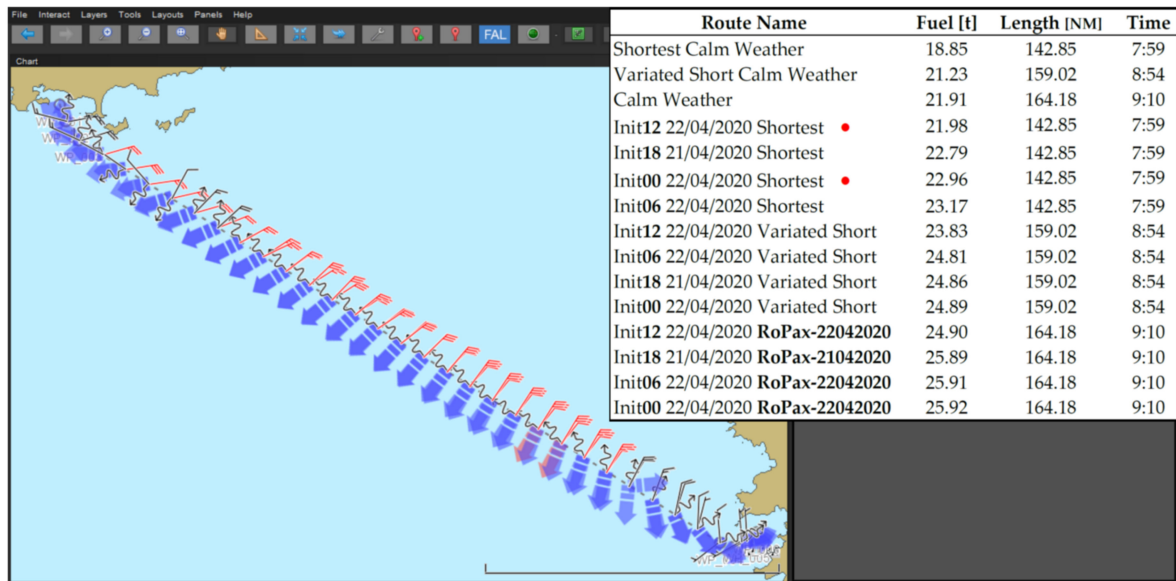 File Interact Layers Tools Layouts Panels Help
FAL
Chart
Route Name Fuel [t] Length [NM] Time
Shortest Calm Weather 18.85 142.85 7:59
Variated Short Calm Weather 21.23 159.02 8:54
Calm Weather 21.91 164.18 9:10
Init12 22/04/2020 Shortest 21.98 142.85 7:59
Init18 21/04/2020 Shortest 22.79 142.85 7:59
Init00 22/04/2020 Shortest 22.96 142.85 7:59
Init06 22/04/2020 Shortest 23.17 142.85 7:59
Init12 22/04/2020 Variated Short 23.83 159.02 8:54
Init06 22/04/2020 Variated Short 24.81 159.02 8:54
Init18 21/04/2020 Variated Short 24.86 159.02 8:54
Init00 22/04/2020 Variated Short 24.89 159.02 8:54
Init12 22/04/2020 RoPax-22042020 24.90 164.18 9:10
Init18 21/04/2020 RoPax-21042020 25.89 164.18 9:10
Init06 22/04/2020 RoPax-22042020 25.91 164.18 9:10
Init00 22/04/2020 RoPax-22042020 25.92 164.18 9:10